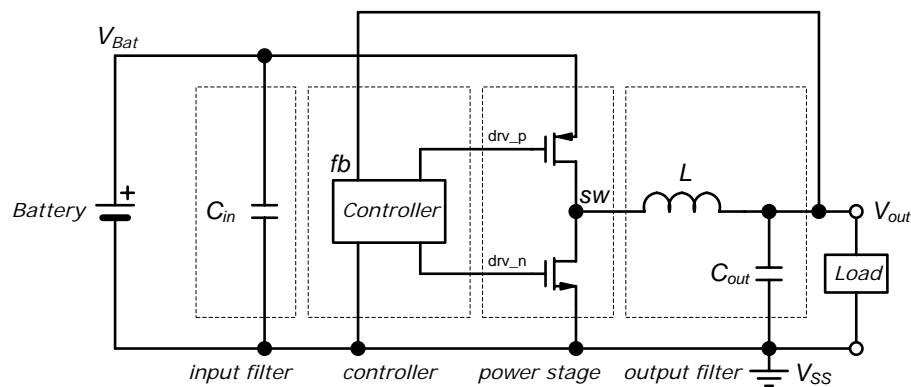 V_Bat
drv_p
fb
L
Battery
+
C_in
Controller
sw
V_out
drv_n
C_out
Load
input filter
controller
power stage
output filter
V_SS